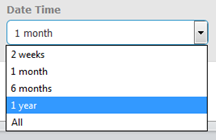 Date Time
1 month
2 weeks
1 month
6 months
1 year
All